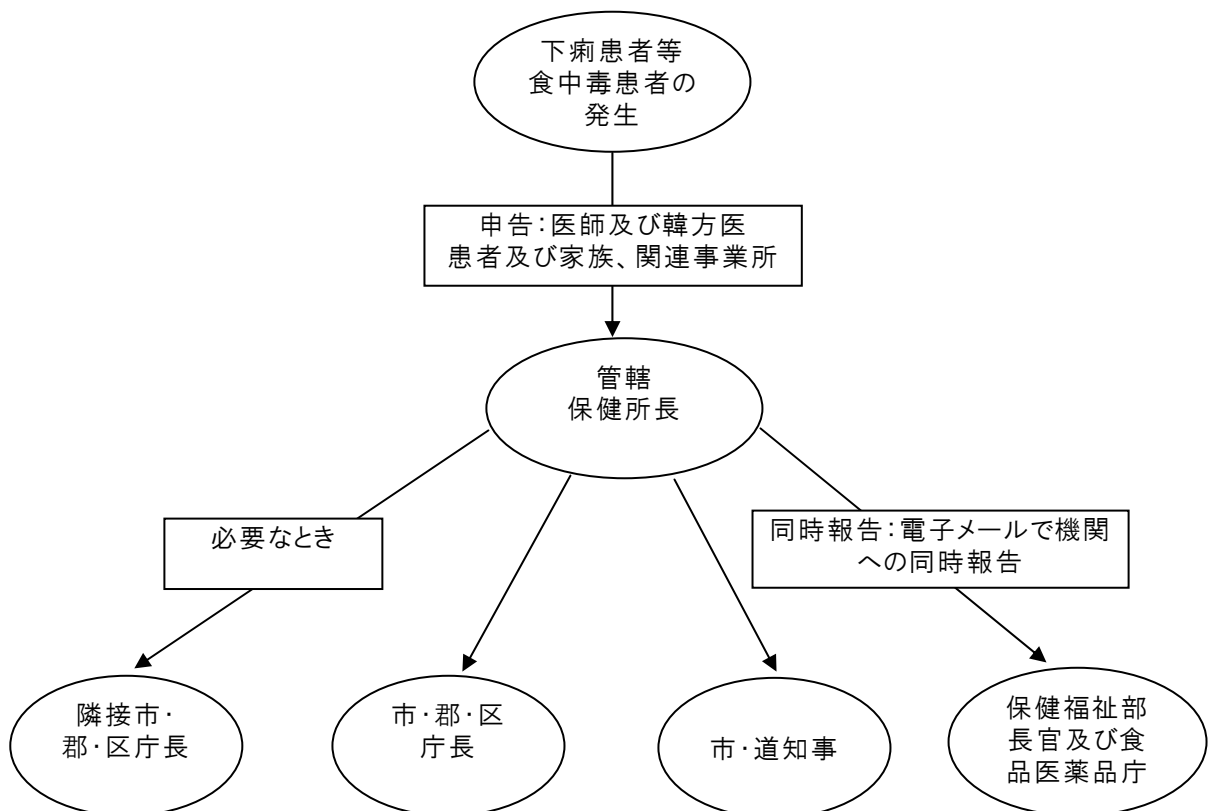 下痢患者等
食中毒患者の
発生
申告：医師及び韓方医
患者及び家族、関連事業所
管轄
保健所長
必要なとき
同時報告：電子メールで機関
への同時報告
隣接市・
郡・区庁長
市・郡・区
庁長
市・道知事
保健福祉部
長官及び食
品医薬品庁